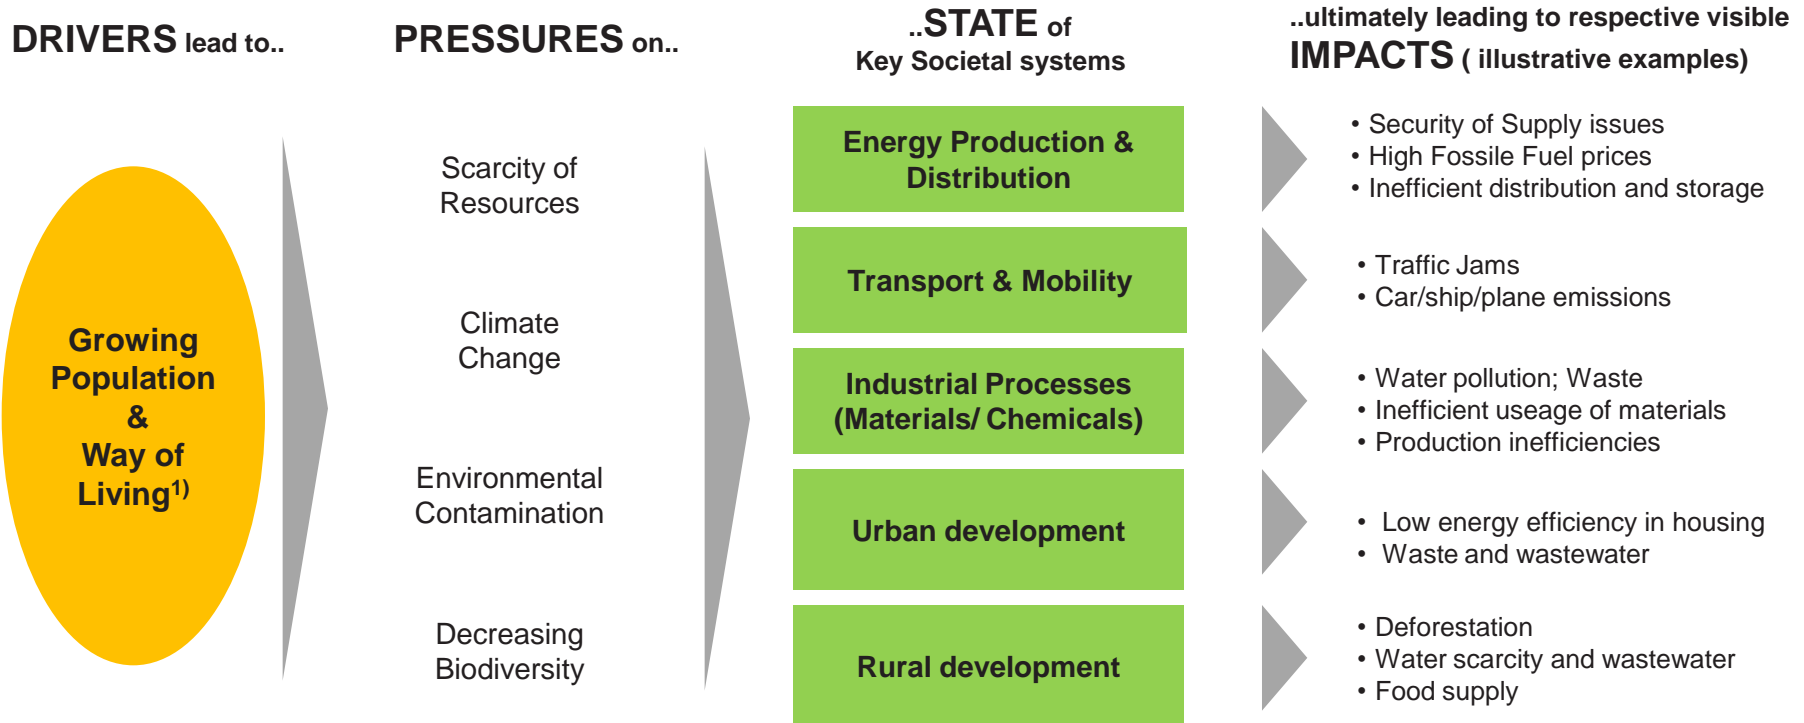 DRIVERS lead to..
Growing
Population
&
Way of
Living1)
PRESSURES on..
Scarcity of
Resources
Climate
Change
Environmental
Contamination
Decreasing
Biodiversity
..STATE of
Key Societal systems
Energy Production &
Distribution
Transport & Mobility
Industrial Processes
(Materials/ Chemicals)
Urban development
Rural development
..ultimately leading to respective visible
IMPACTS ( illustrative examples)
• Security of Supply issues
• High Fossile Fuel prices
• Inefficient distribution and storage
• Traffic Jams
• Car/ship/plane emissions
• Water pollution; Waste
• Inefficient useage of materials
• Production inefficiencies
• Low energy efficiency in housing
• Waste and wastewater
• Deforestation
• Water scarcity and wastewater
• Food supply